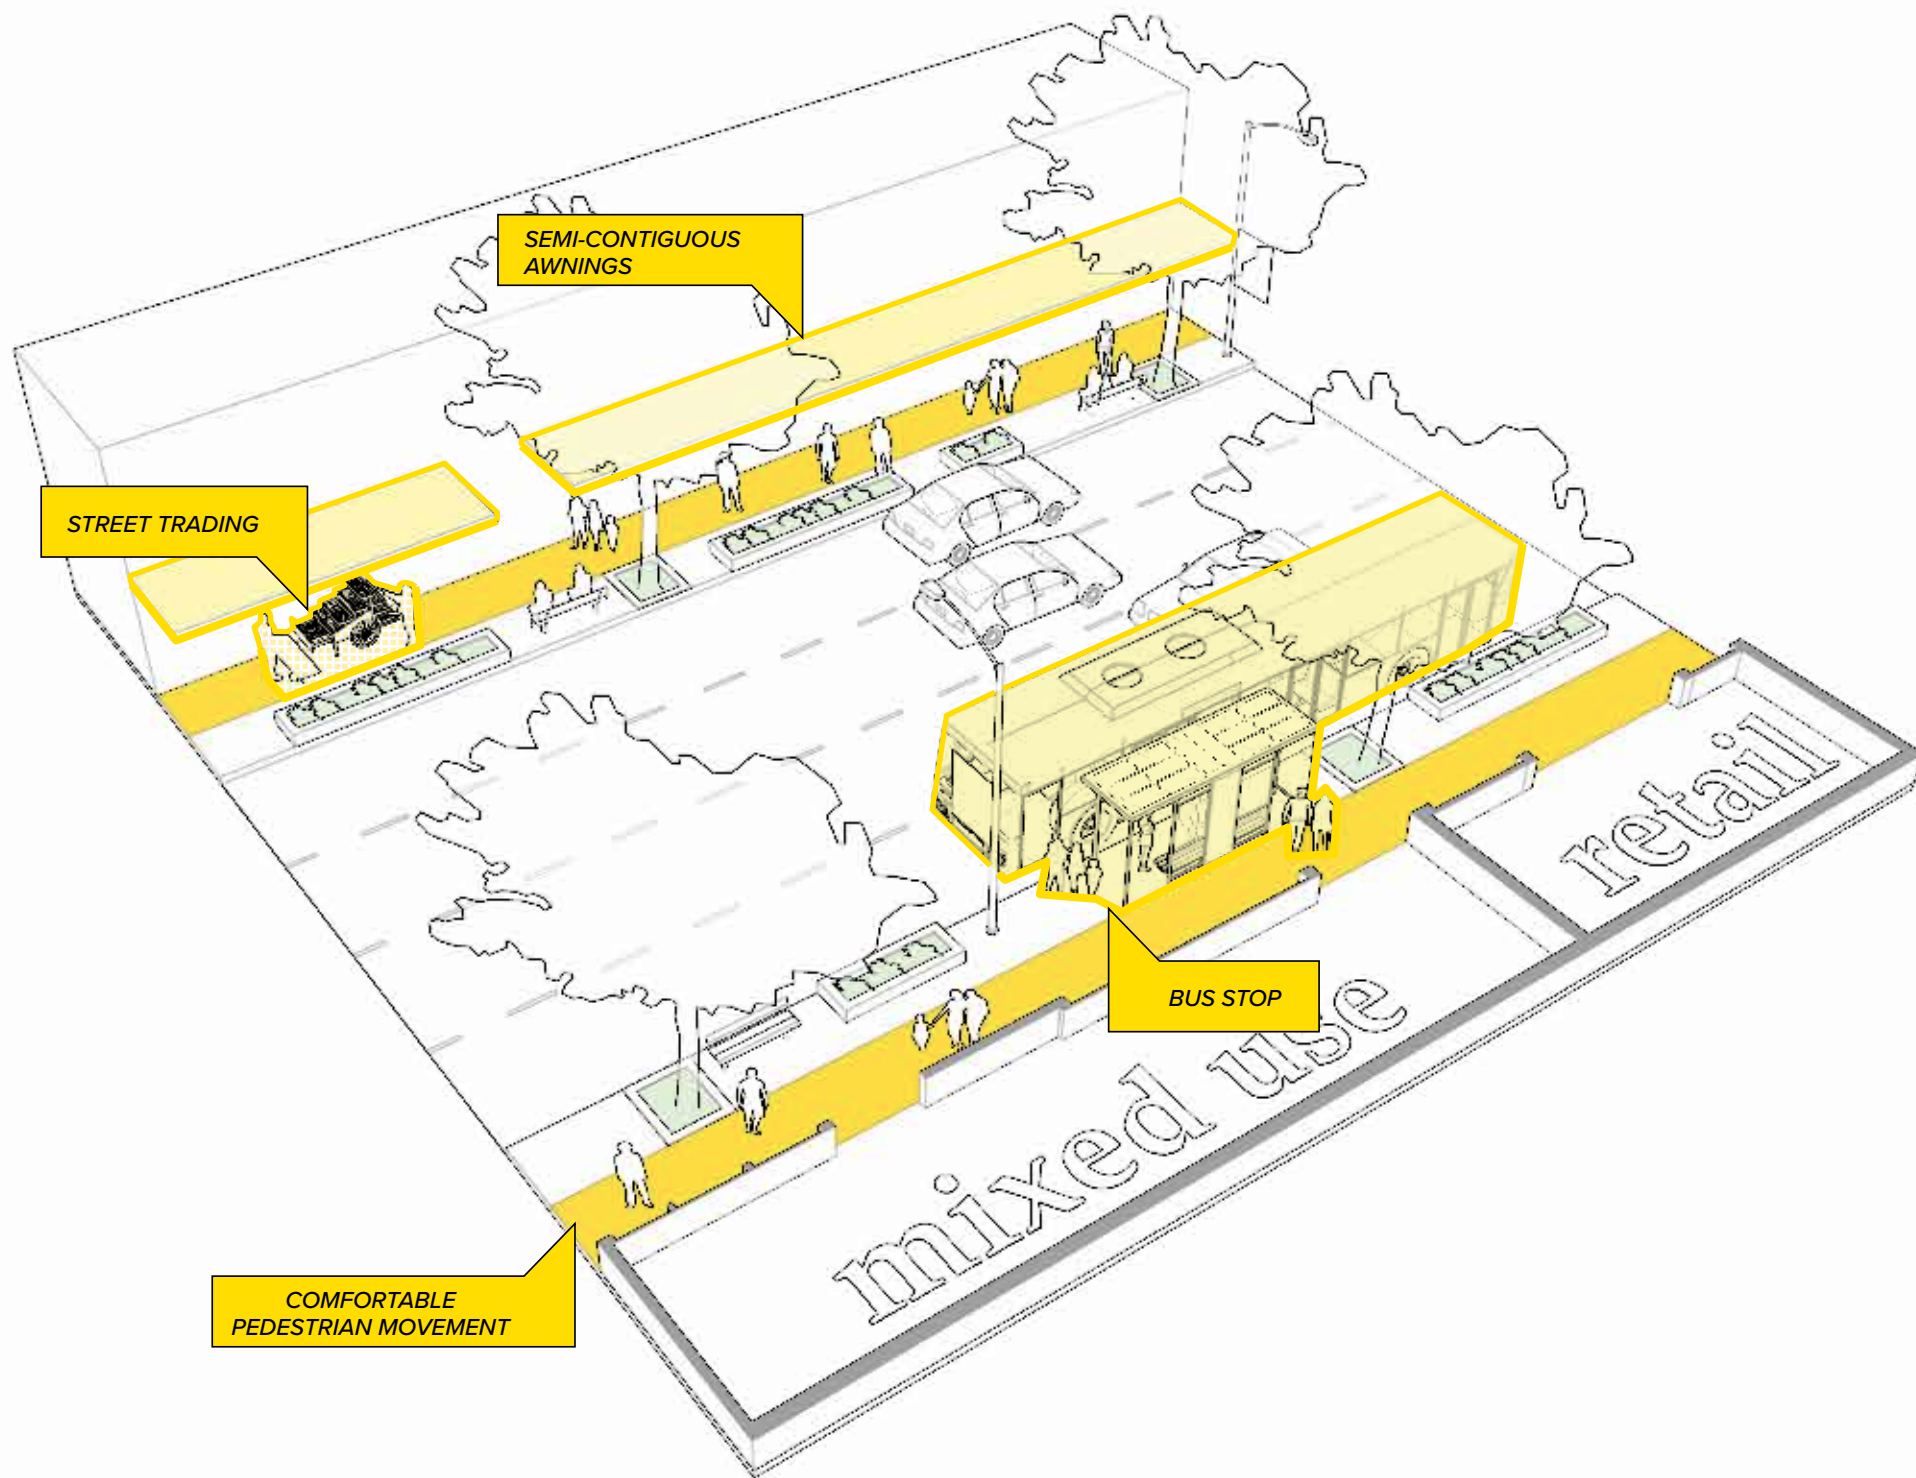 SEMI-CONTIGUOUS
AWNINGS
STREET TRADING
retail
BUS STOP
mixed use
COMFORTABLE
PEDESTRIAN MOVEMENT